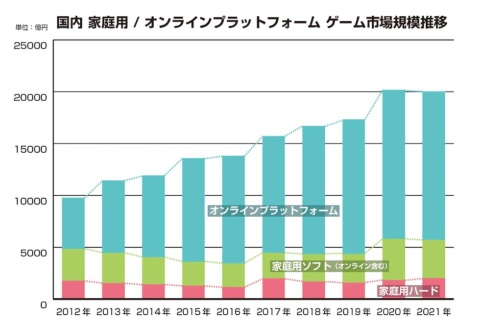 単位：億円
国内 家庭用 / オンラインプラットフォーム ゲーム市場規模推移
25000
20000
15000
10000
5000
0
オンラインプラットフォーム
家庭用ソフト（オンライン含む）
家庭用ハード
2012年 2013年 2014年 2015年 2016年 2017年 2018年 2019年 2020年 2021年